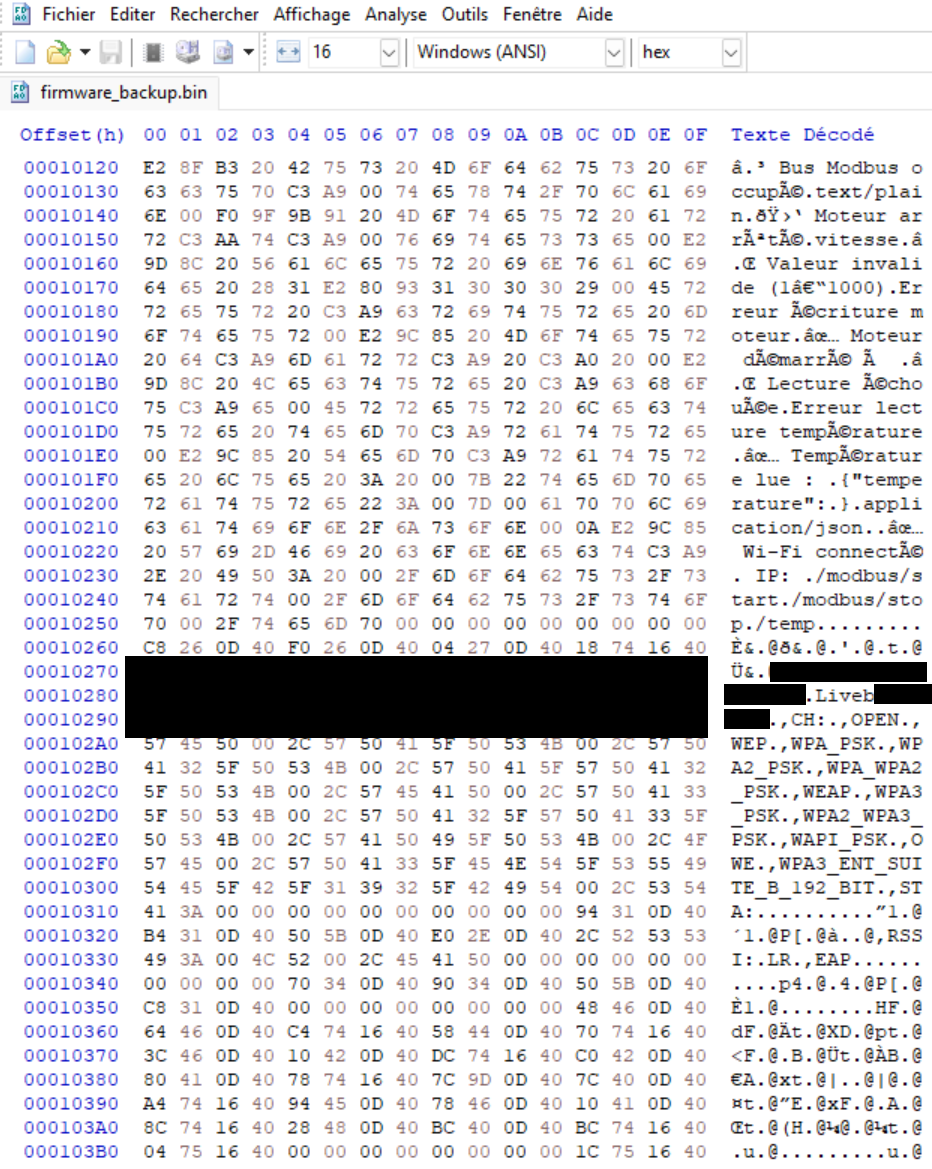 Fichier Editer Rechercher Affichage Analyse Outils Fenêtre Aide
16 Windows (ANSI) hex
firmware_backup.bin
Offset(h) 00 01 02 03 04 05 06 07 08 09 0A 0B 0C 0D 0E 0F Texte Décodé
00010120 E2 8F B3 20 42 75 73 20 4D 6F 64 62 75 73 20 6F â.³ Bus Modbus o
00010130 63 63 75 70 C3 A9 00 74 65 78 74 2F 70 6C 61 69 ccupÃ©.text/plai
00010140 6E 00 F0 9F 9B 91 20 4D 6F 74 65 75 72 20 61 72 n.ðŸ›‘ Moteur ar
00010150 72 C3 AA 74 C3 A9 00 76 69 74 65 73 73 65 00 E2 rÃªtÃ©.vitesse.â
00010160 9D 8C 20 56 61 6C 65 75 72 20 69 6E 76 61 6C 69 .Œ Valeur invali
00010170 64 65 20 28 31 E2 80 93 31 30 30 30 29 00 45 72 de (1â€“1000).Er
00010180 72 65 75 72 20 C3 A9 63 72 69 74 75 72 65 20 6D reur Ã©criture m
00010190 6F 74 65 75 72 00 E2 9C 85 20 4D 6F 74 65 75 72 oteur.âœ… Moteur
000101A0 20 64 C3 A9 6D 61 72 72 C3 A9 20 C3 A0 20 00 E2 dÃ©marrÃ© Ã  .â
000101B0 9D 8C 20 4C 65 63 74 75 72 65 20 C3 A9 63 68 6F .Œ Lecture Ã©cho
000101C0 75 C3 A9 65 00 45 72 72 65 75 72 20 6C 65 63 74 uÃ©e.Erreur lect
000101D0 75 72 65 20 74 65 6D 70 C3 A9 72 61 74 75 72 65 ure tempÃ©rature
000101E0 00 E2 9C 85 20 54 65 6D 70 C3 A9 72 61 74 75 72 .âœ… TempÃ©ratur
000101F0 65 20 6C 75 65 20 3A 20 00 7B 22 74 65 6D 70 65 e lue : .{"tempe
00010200 72 61 74 75 72 65 22 3A 00 7D 00 61 70 70 6C 69 rature":.}.appli
00010210 63 61 74 69 6F 6E 2F 6A 73 6F 6E 00 0A E2 9C 85 cation/json..âœ…
00010220 20 57 69 2D 46 69 20 63 6F 6E 6E 65 63 74 C3 A9 Wi-Fi connectÃ©
00010230 2E 20 49 50 3A 20 00 2F 6D 6F 64 62 75 73 2F 73 . IP: ./modbus/s
00010240 74 61 72 74 00 2F 6D 6F 64 62 75 73 2F 73 74 6F tart./modbus/sto
00010250 70 00 2F 74 65 6D 70 00 00 00 00 00 00 00 00 00 p./temp.........
00010260 C8 26 0D 40 F0 26 0D 40 04 27 0D 40 18 74 16 40 È&.@ð&.@.'.@.t.@
00010270 Ü&.
00010280 .Liveb
00010290 .,CH:.,OPEN.,
000102A0 57 45 50 00 2C 57 50 41 5F 50 53 4B 00 2C 57 50 WEP.,WPA_PSK.,WP
000102B0 41 32 5F 50 53 4B 00 2C 57 50 41 5F 57 50 41 32 A2_PSK.,WPA_WPA2
000102C0 5F 50 53 4B 00 2C 57 45 41 50 00 2C 57 50 41 33 _PSK.,WEAP.,WPA3
000102D0 5F 50 53 4B 00 2C 57 50 41 32 5F 57 50 41 33 5F _PSK.,WPA2_WPA3_
000102E0 50 53 4B 00 2C 57 41 50 49 5F 50 53 4B 00 2C 4F PSK.,WAPI_PSK.,O
000102F0 57 45 00 2C 57 50 41 33 5F 45 4E 54 5F 53 55 49 WE.,WPA3_ENT_SUI
00010300 54 45 5F 42 5F 31 39 32 5F 42 49 54 00 2C 53 54 TE_B_192_BIT.,ST
00010310 41 3A 00 00 00 00 00 00 00 00 00 00 94 31 0D 40 A:..........”1.@
00010320 B4 31 0D 40 50 5B 0D 40 E0 2E 0D 40 2C 52 53 53 ´1.@P[.@à..@,RSS
00010330 49 3A 00 4C 52 00 2C 45 41 50 00 00 00 00 00 00 I:.LR.,EAP......
00010340 00 00 00 00 70 34 0D 40 90 34 0D 40 50 5B 0D 40 ....p4.@.4.@P[.@
00010350 C8 31 0D 40 00 00 00 00 00 00 00 00 48 46 0D 40 È1.@........HF.@
00010360 64 46 0D 40 C4 74 16 40 58 44 0D 40 70 74 16 40 dF.@Ät.@XD.@pt.@
00010370 3C 46 0D 40 10 42 0D 40 DC 74 16 40 C0 42 0D 40 <F.@.B.@Üt.@ÀB.@
00010380 80 41 0D 40 78 74 16 40 7C 9D 0D 40 7C 40 0D 40 €A.@xt.@|..@|@.@
00010390 A4 74 16 40 94 45 0D 40 78 46 0D 40 10 41 0D 40 ¤t.@”E.@xF.@.A.@
000103A0 8C 74 16 40 28 48 0D 40 BC 40 0D 40 BC 74 16 40 Œt.@(H.@¼@.@¼t.@
000103B0 04 75 16 40 00 00 00 00 00 00 00 00 1C 75 16 40 .u.@.........u.@